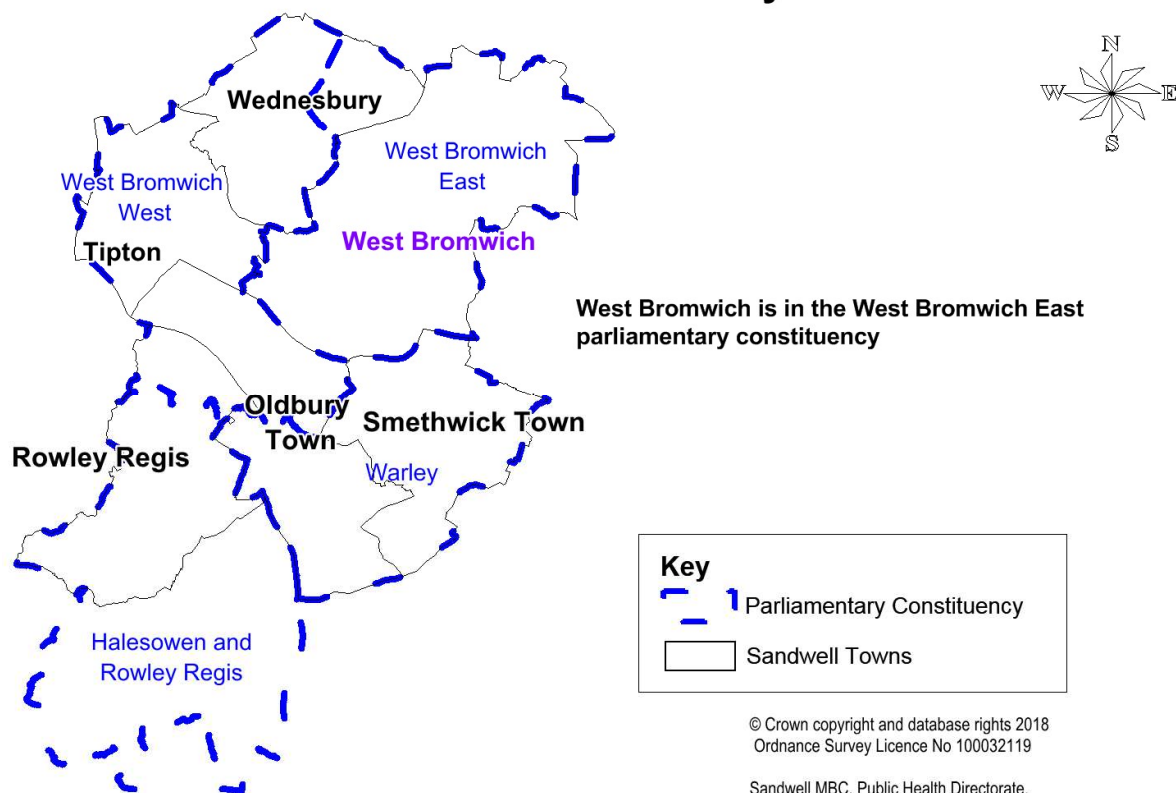 N
W E
S
Wednesbury
West Bromwich
East
West Bromwich
West
West Bromwich
Tipton
West Bromwich is in the West Bromwich East
parliamentary constituency
Oldbury
Town
Smethwick Town
Rowley Regis
Warley
Key
Parliamentary Constituency
Sandwell Towns
Halesowen and
Rowley Regis
© Crown copyright and database rights 2018
Ordnance Survey Licence No 100032119
Sandwell MBC, Public Health Directorate.